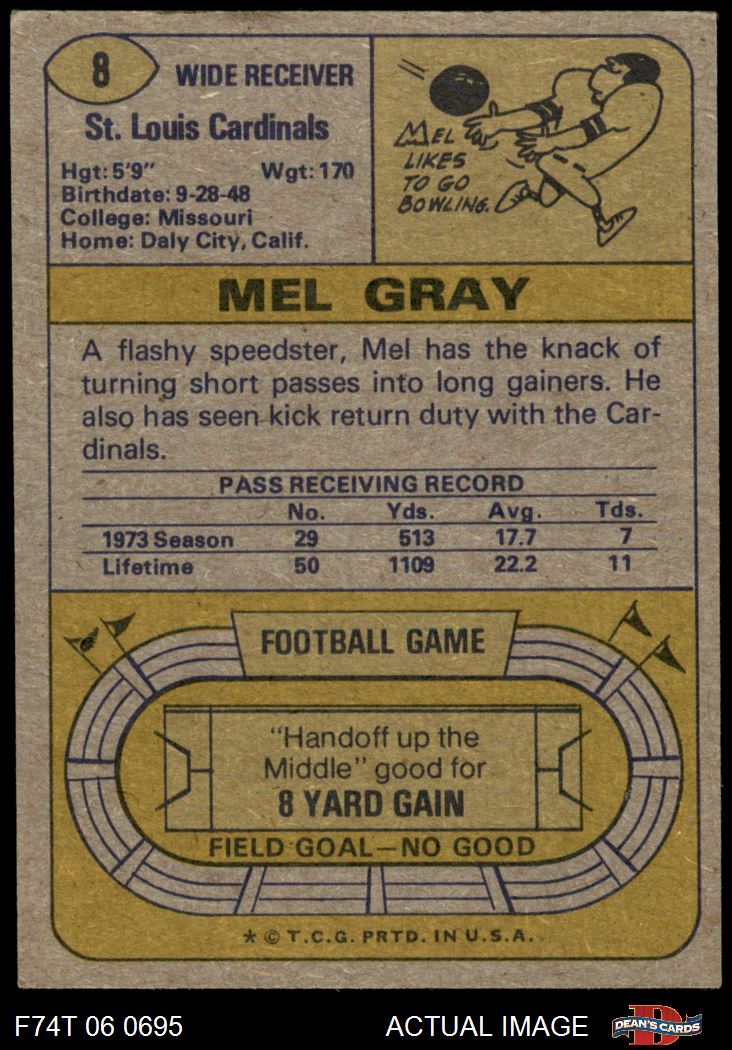 8
WIDE RECEIVER
St. Louis Cardinals
Hgt: 5'9" Wgt: 170
Birthdate: 9-28-48
College: Missouri
Home: Daly City, Calif.
MEL
LIKES
TO GO
BOWLING.
MEL GRAY
A flashy speedster, Mel has the knack of
turning short passes into long gainers. He
also has seen kick return duty with the Car-
dinals.
PASS RECEIVING RECORD
No. Yds. Avg. Tds.
1973 Season 29 513 17.7 7
Lifetime 50 1109 22.2 11
FOOTBALL GAME
"Handoff up the
Middle" good for
8 YARD GAIN
FIELD GOAL—NO GOOD
* © T.C.G. PRTD. IN U.S.A.
F74T 06 0695 ACTUAL IMAGE
D
DEAN'S CARDS